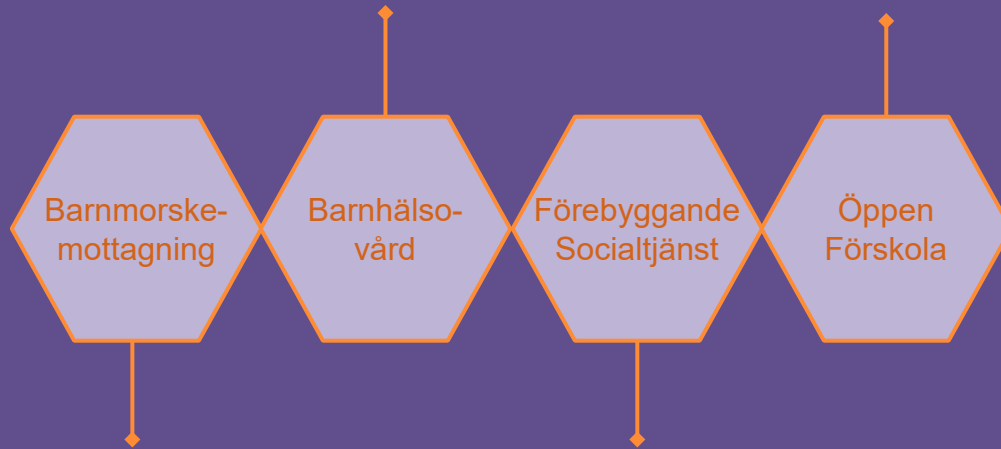 Barnmorske-
mottagning
Barnhälso-
vård
Förebyggande
Socialtjänst
Öppen
Förskola